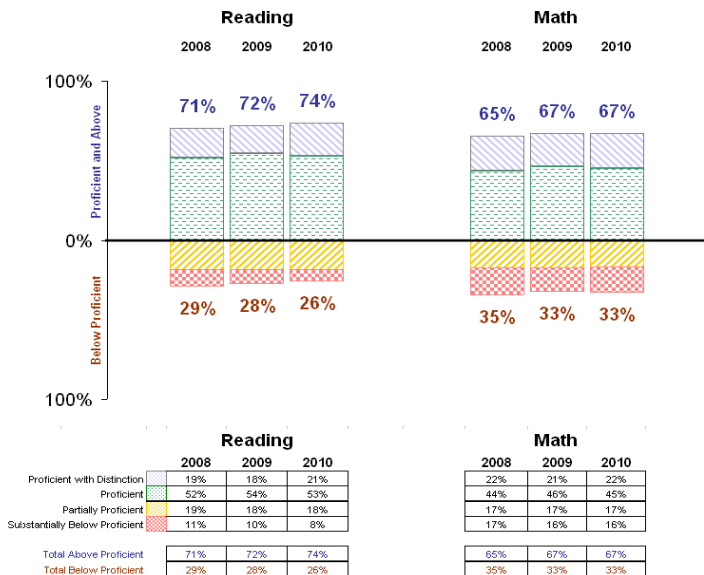 Reading Math
2008 2009 2010 2008 2009 2010
100%
71% 72% 74% 65% 67% 67%
Proficient and Above
0%
Below Proficient
29% 28% 26% 35% 33% 33%
100%
Reading Math
2008 2009 2010 2008 2009 2010
Proficient with Distinction 19% 18% 21% 22% 21% 22%
Proficient 52% 54% 53% 44% 46% 45%
Partially Proficient 19% 18% 18% 17% 17% 17%
Substantially Below Proficient 11% 10% 8% 17% 16% 16%
Total Above Proficient 71% 72% 74% 65% 67% 67%
Total Below Proficient 29% 28% 26% 35% 33% 33%